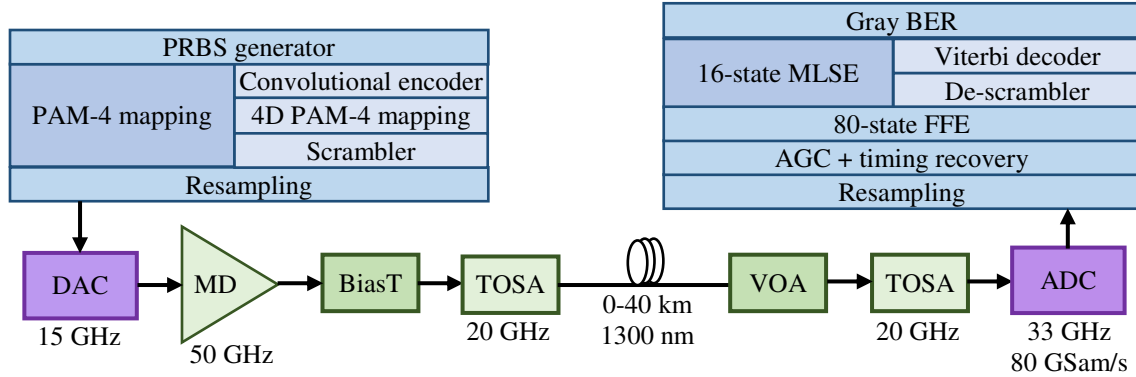 PRBS generator
PAM-4 mapping
Convolutional encoder
4D PAM-4 mapping
Scrambler
Resampling
Gray BER
16-state MLSE
Viterbi decoder
De-scrambler
80-state FFE
AGC + timing recovery
Resampling
DAC
15 GHz
MD
50 GHz
BiasT
TOSA
20 GHz
0-40 km
1300 nm
VOA
TOSA
20 GHz
ADC
33 GHz
80 GSam/s